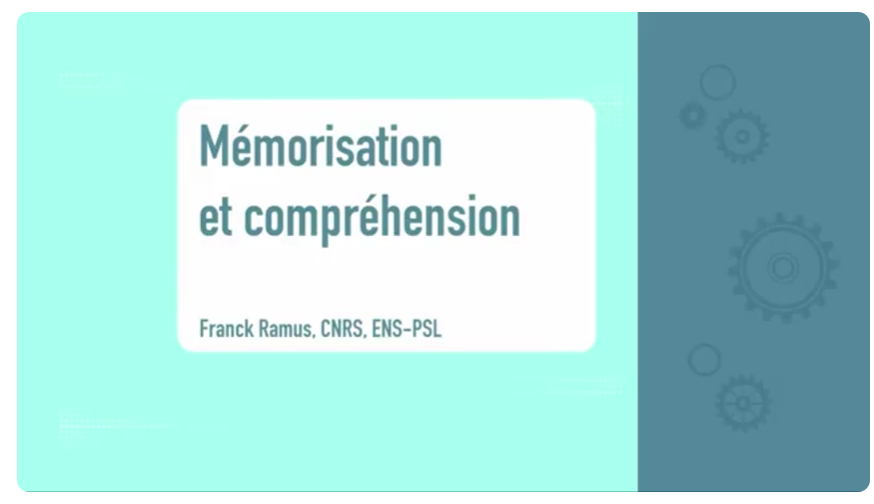 Mémorisation
et compréhension
Franck Ramus, CNRS, ENS-PSL